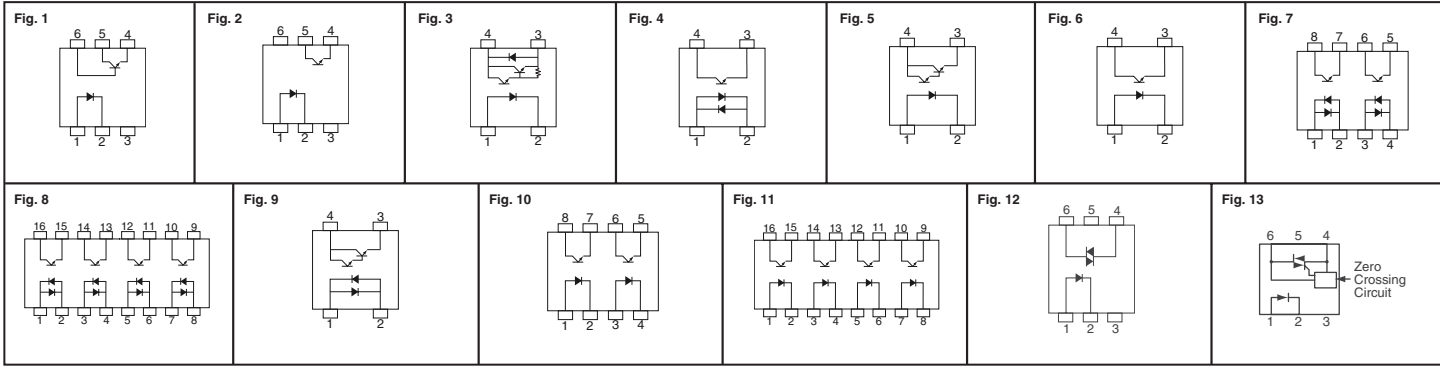 Fig. 1
6 5 4
1 2 3
Fig. 2
6 5 4
1 2 3
Fig. 3
4 3
1 2
Fig. 4
4 3
1 2
Fig. 5
4 3
1 2
Fig. 6
4 3
1 2
Fig. 7
8 7 6 5
1 2 3 4
Fig. 8
16 15 14 13 12 11 10 9
1 2 3 4 5 6 7 8
Fig. 9
4 3
1 2
Fig. 10
8 7 6 5
1 2 3 4
Fig. 11
16 15 14 13 12 11 10 9
1 2 3 4 5 6 7 8
Fig. 12
6 5 4
1 2 3
Fig. 13
6 5 4
Zero
Crossing
Circuit
1 2 3